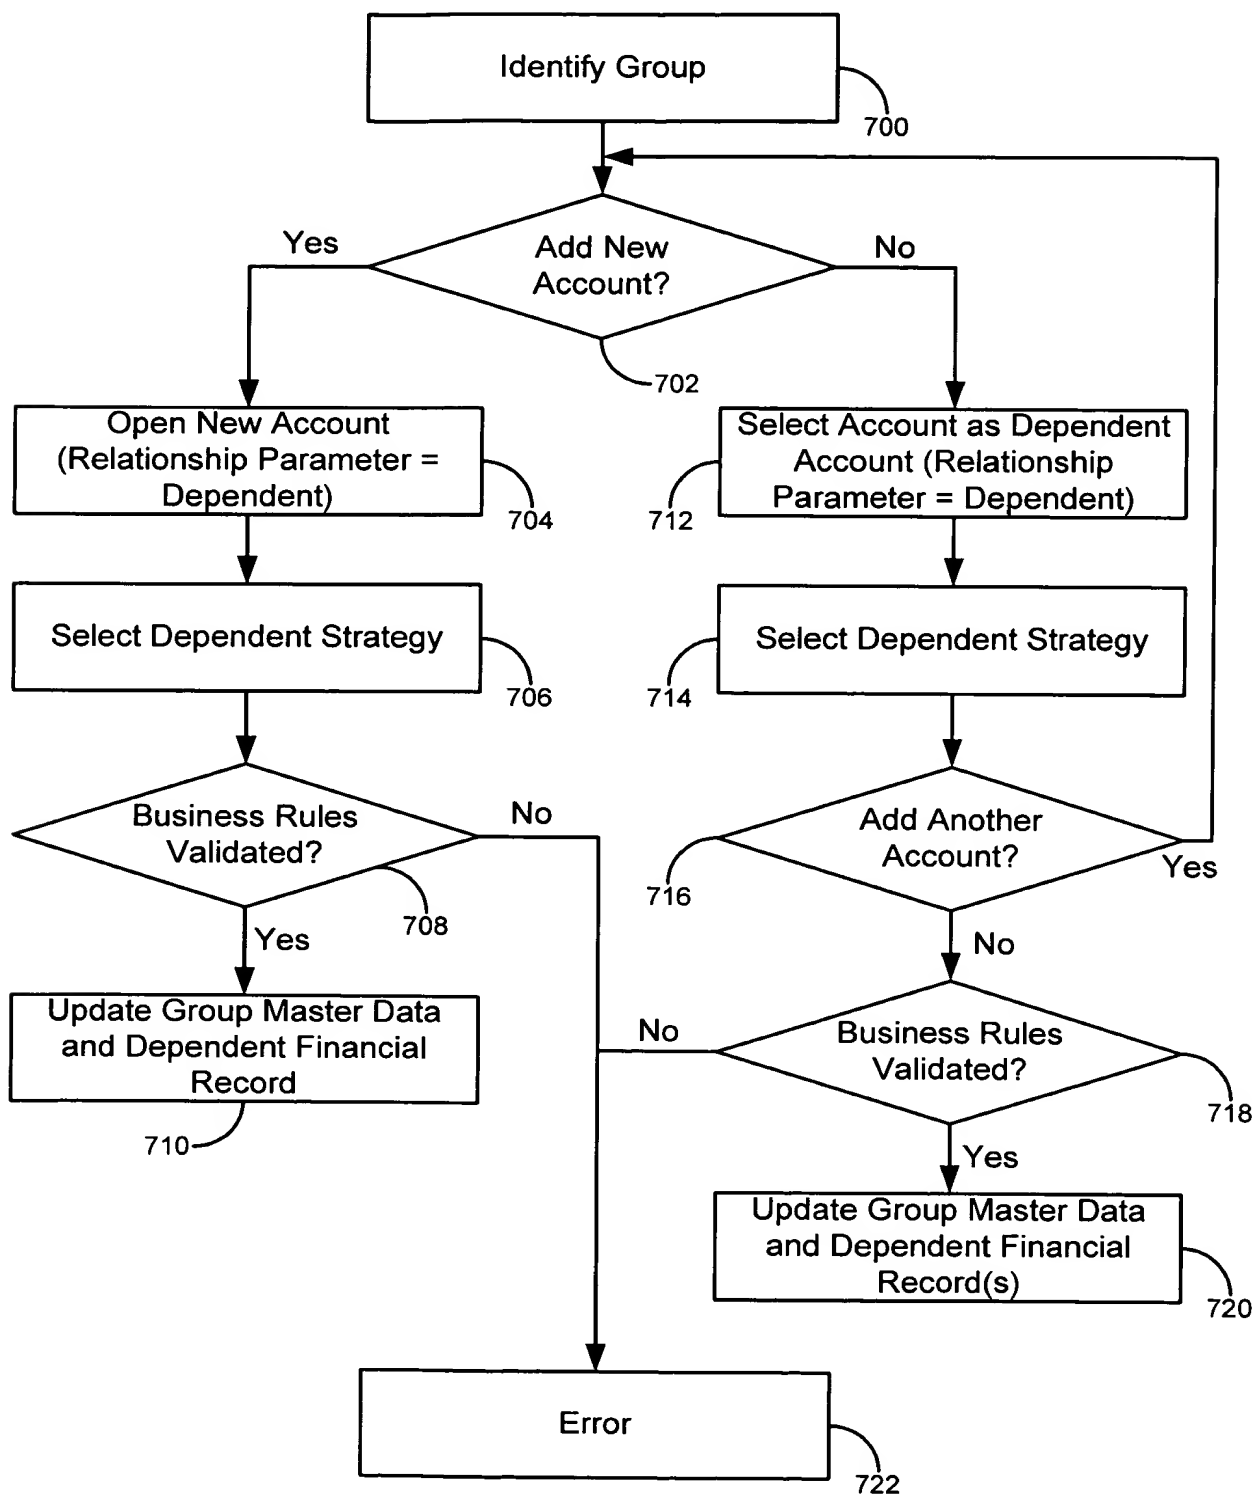 Identify Group
700
Add New
Account?
Yes
No
702
Open New Account
(Relationship Parameter =
Dependent)
704
Select Account as Dependent
Account (Relationship
Parameter = Dependent)
712
Select Dependent Strategy
706
Select Dependent Strategy
714
Business Rules
Validated?
No
708
Yes
Add Another
Account?
Yes
716
No
Update Group Master Data
and Dependent Financial
Record
710
Business Rules
Validated?
No
718
Yes
Update Group Master Data
and Dependent Financial
Record(s)
720
Error
722